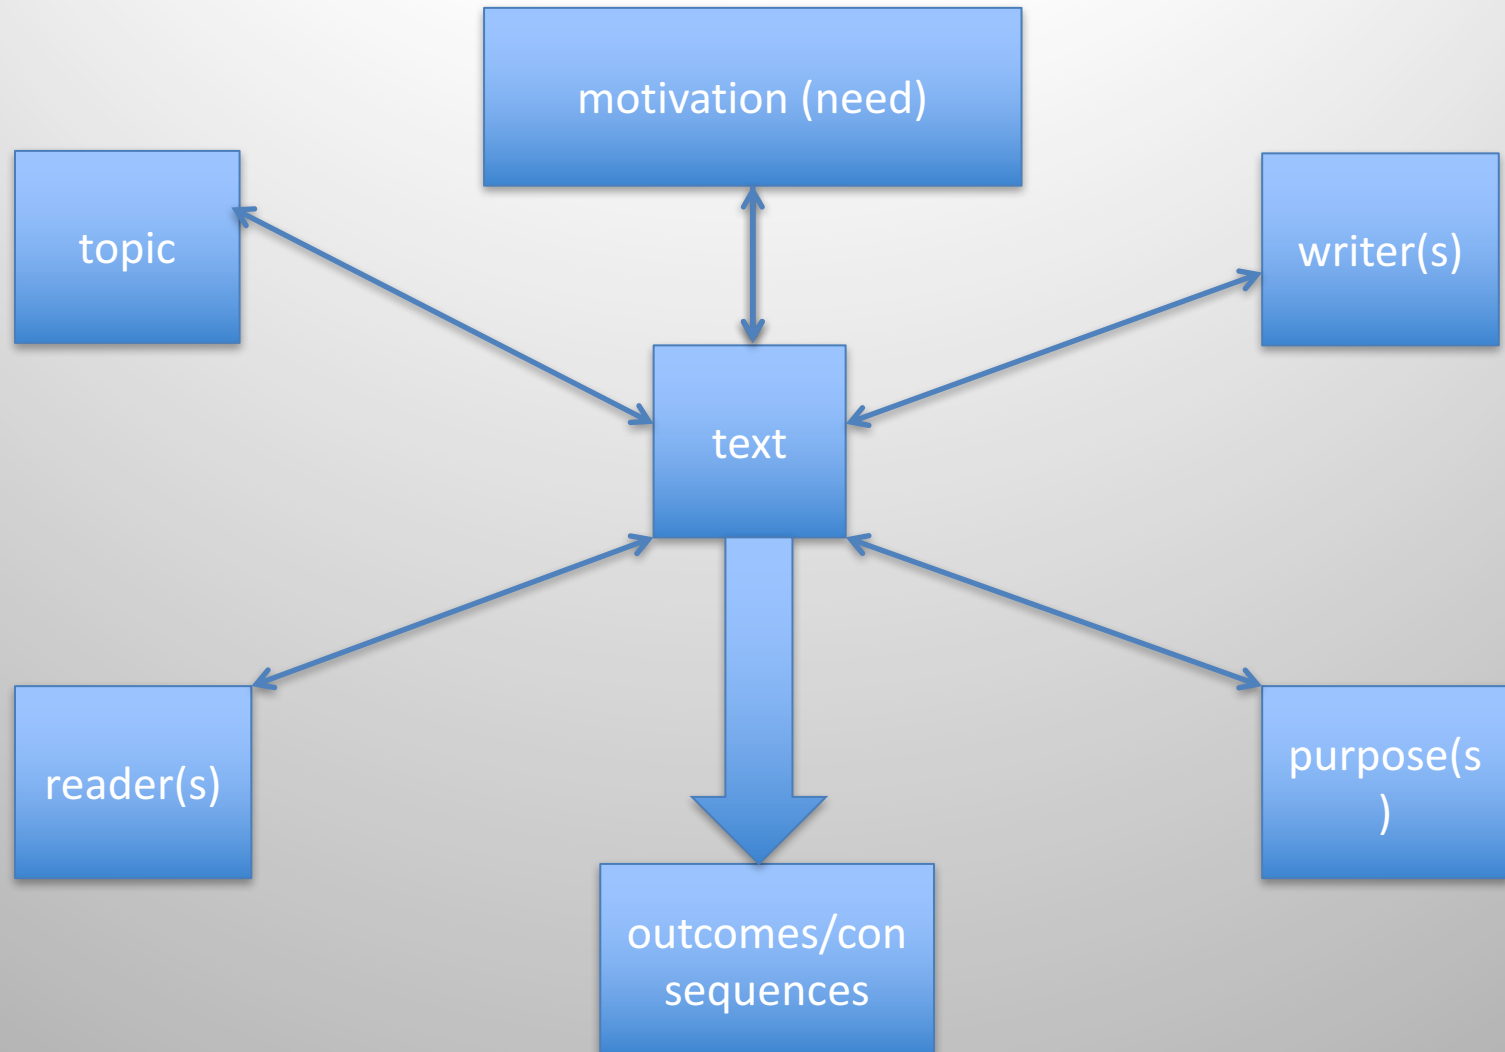 motivation (need)
topic
writer(s)
text
reader(s)
purpose(s
)
outcomes/con
sequences